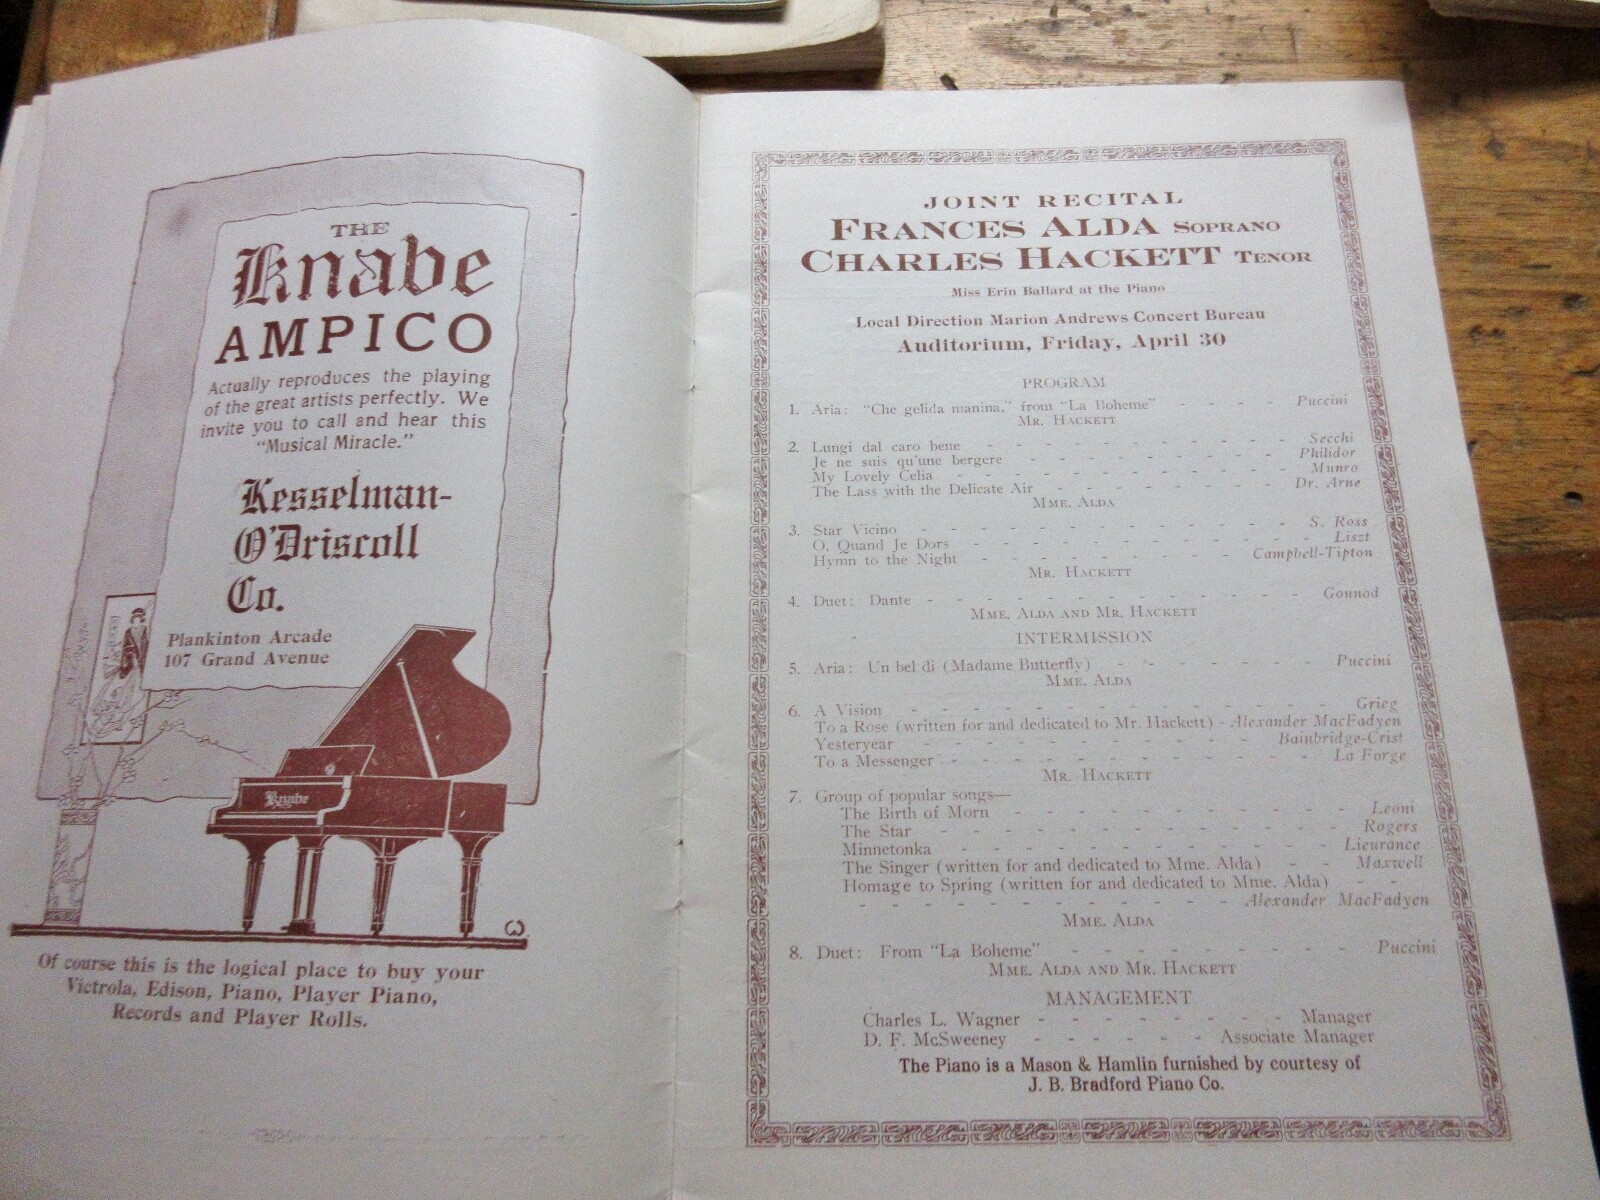 THE
Knabe
AMPICO
Actually reproduces the playing
of the great artists perfectly. We
invite you to call and hear this
"Musical Miracle."
Kesselman-
O'Driscoll
Co.
Plankinton Arcade
107 Grand Avenue
Knabe
Of course this is the logical place to buy your
Victrola, Edison, Piano, Player Piano,
Records and Player Rolls.
JOINT RECITAL
FRANCES ALDA SOPRANO
CHARLES HACKETT TENOR
Miss Erin Ballard at the Piano
Local Direction Marion Andrews Concert Bureau
Auditorium, Friday, April 30
PROGRAM
1. Aria: "Che gelida manina," from "La Boheme" - - - - Puccini
MR. HACKETT
2. Lungi dal caro bene - - - - - - - - - - - - Secchi
Je ne suis qu'une bergere - - - - - - - - - - Philidor
My Lovely Celia - - - - - - - - - - - - Munro
The Lass with the Delicate Air - - - - - - - - - Dr. Arne
MME. ALDA
3. Star Vicino - - - - - - - - - - - - - S. Ross
O, Quand Je Dors - - - - - - - - - - - - Liszt
Hymn to the Night - - - - - - - - - Campbell-Tipton
MR. HACKETT
4. Duet: Dante - - - - - - - - - - - - - Gounod
MME. ALDA AND MR. HACKETT
INTERMISSION
5. Aria: Un bel di (Madame Butterfly) - - - - - - Puccini
MME. ALDA
6. A Vision - - - - - - - - - - - - - Grieg
To a Rose (written for and dedicated to Mr. Hackett) - Alexander MacFadyen
Yesteryear - - - - - - - - - - - Bainbridge-Crist
To a Messenger - - - - - - - - - - - - La Forge
MR. HACKETT
7. Group of popular songs—
The Birth of Morn - - - - - - - - - - - Leoni
The Star - - - - - - - - - - - - - Rogers
Minnetonka - - - - - - - - - - - - Lieurance
The Singer (written for and dedicated to Mme. Alda) - - Maxwell
Homage to Spring (written for and dedicated to Mme. Alda) - -
- - - - - - - - - - - - Alexander MacFadyen
MME. ALDA
8. Duet: From "La Boheme" - - - - - - - - - Puccini
MME. ALDA AND MR. HACKETT
MANAGEMENT
Charles L. Wagner - - - - - - - - Manager
D. F. McSweeney - - - - - - Associate Manager
The Piano is a Mason & Hamlin furnished by courtesy of
J. B. Bradford Piano Co.